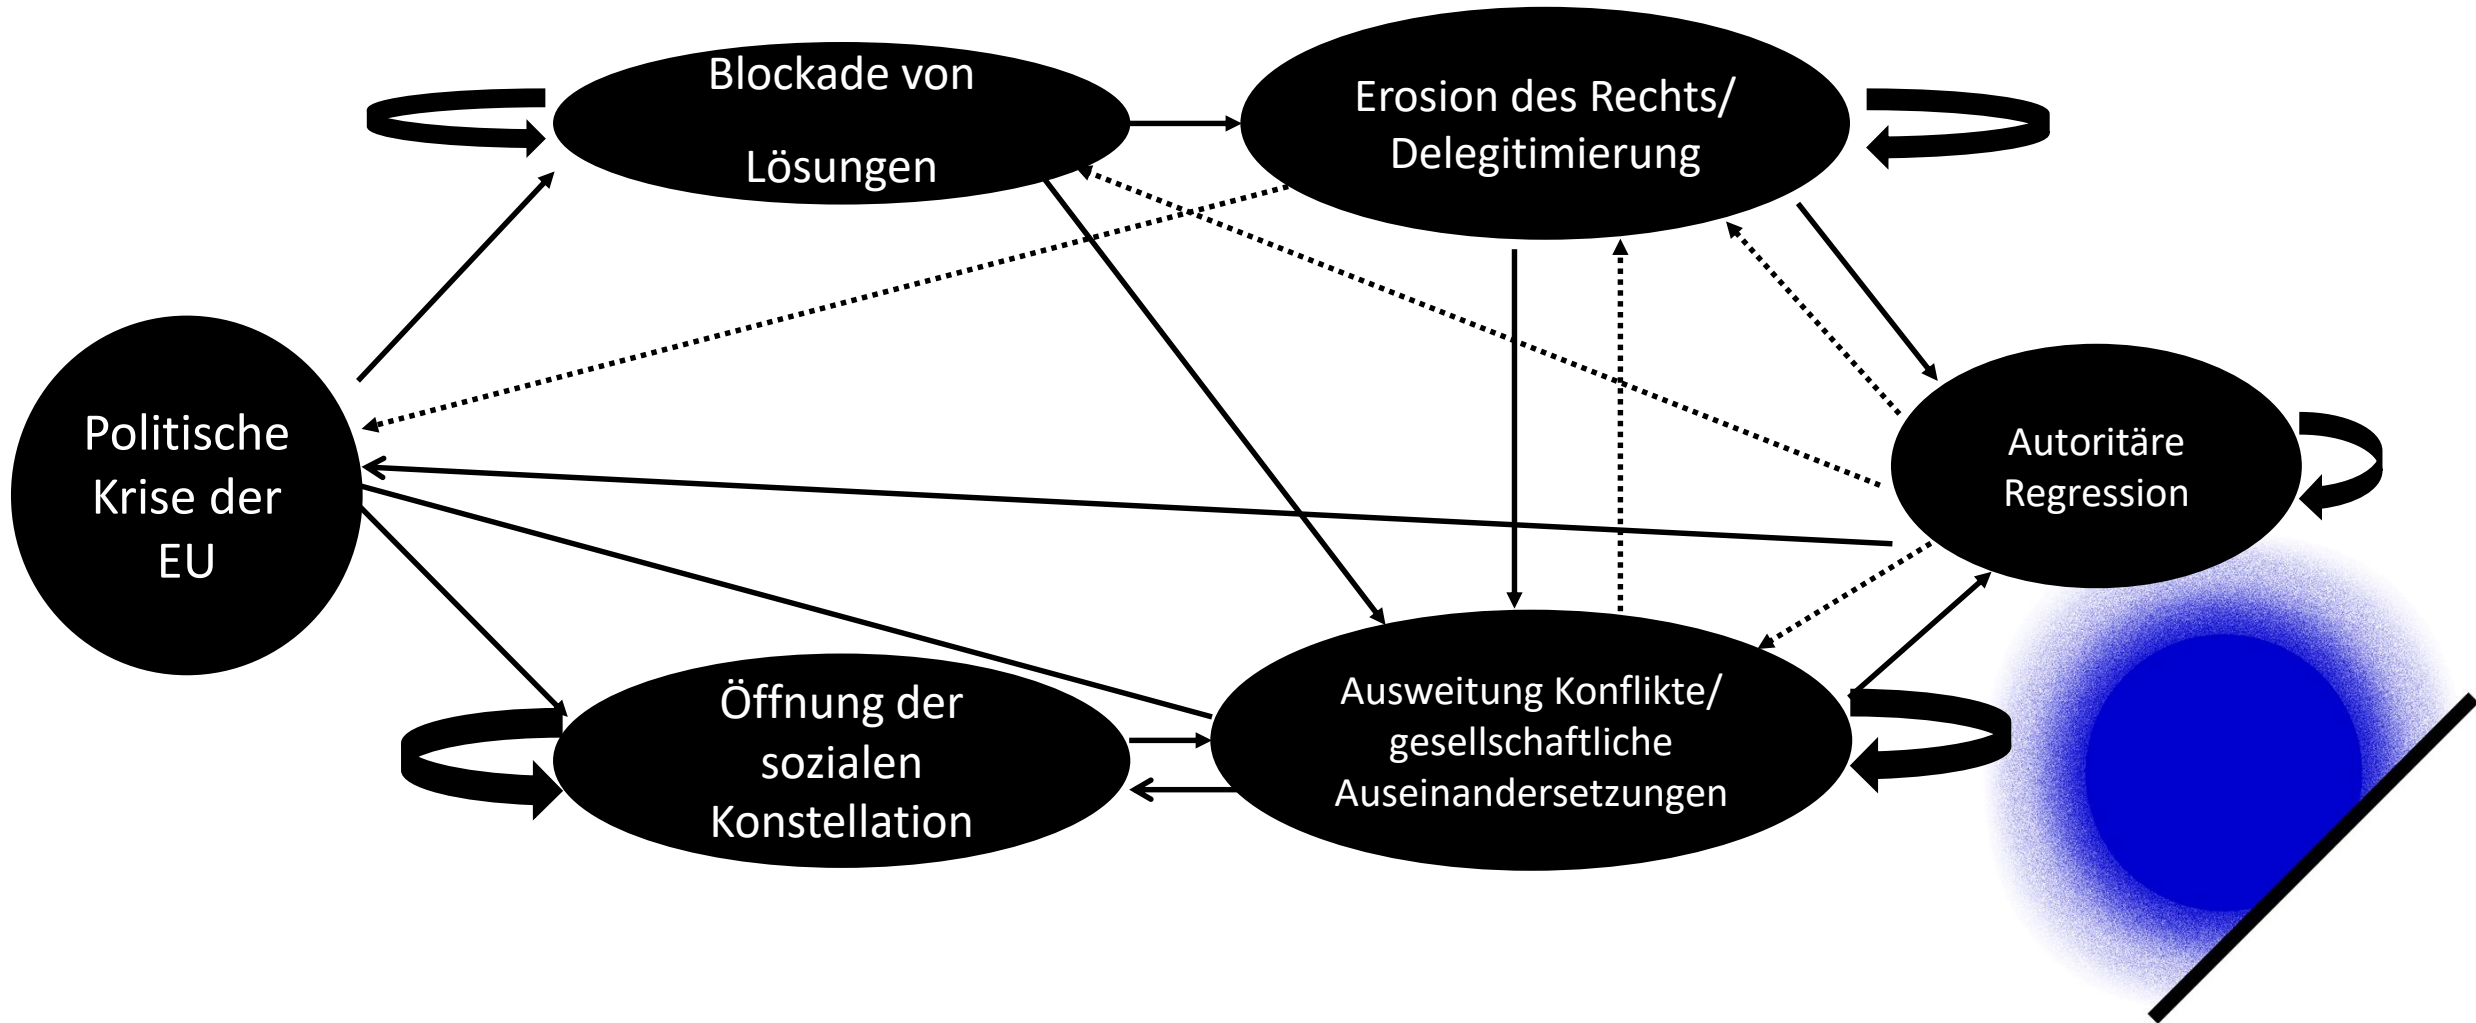 Blockade von
Lösungen
Erosion des Rechts/
Delegitimierung
Politische
Krise der
EU
Autoritäre
Regression
Öffnung der
sozialen
Konstellation
Ausweitung Konflikte/
gesellschaftliche
Auseinandersetzungen